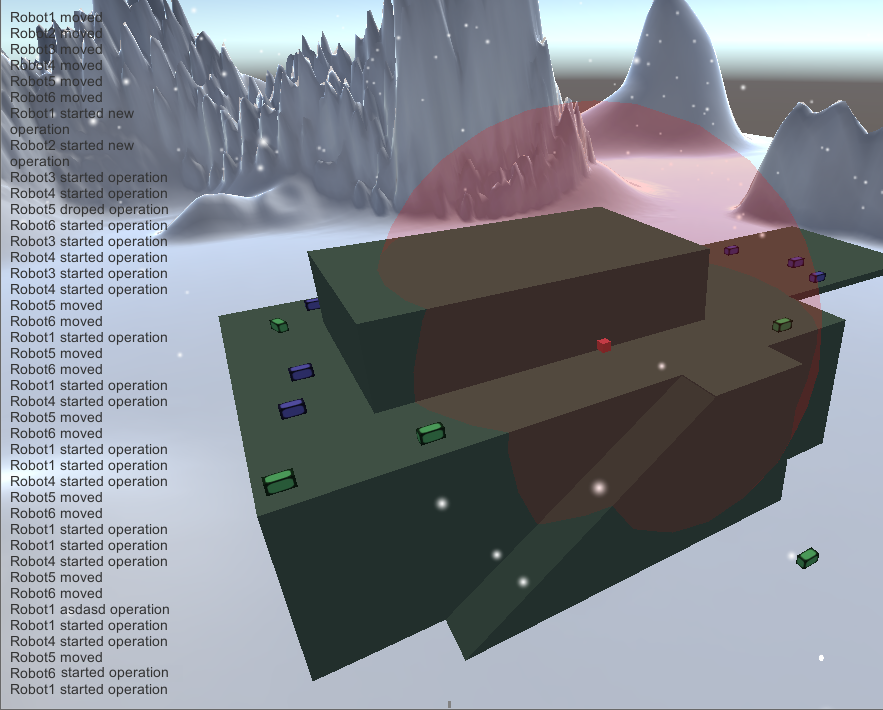 Robot1 moved
Robot2 moved
Robot3 moved
Robot4 moved
Robot5 moved
Robot6 moved
Robot1 started new
operation
Robot2 started new
operation
Robot3 started operation
Robot4 started operation
Robot5 droped operation
Robot6 started operation
Robot3 started operation
Robot4 started operation
Robot3 started operation
Robot4 started operation
Robot5 moved
Robot6 moved
Robot1 started operation
Robot5 moved
Robot6 moved
Robot1 started operation
Robot4 started operation
Robot5 moved
Robot6 moved
Robot1 started operation
Robot1 started operation
Robot4 started operation
Robot5 moved
Robot6 moved
Robot1 started operation
Robot1 started operation
Robot4 started operation
Robot5 moved
Robot6 moved
Robot1 asdasd operation
Robot1 started operation
Robot4 started operation
Robot5 moved
Robot6 started operation
Robot1 started operation